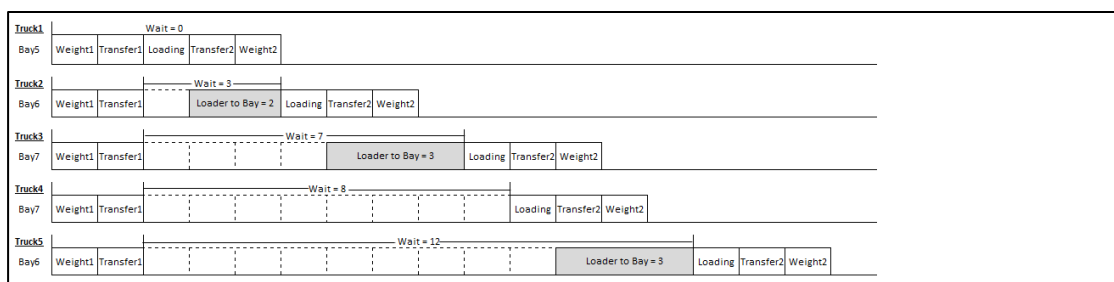 Truck1
Wait = 0
Bay5 Weight1 Transfer1 Loading Transfer2 Weight2
Truck2
Wait = 3
Bay6 Weight1 Transfer1 Loader to Bay = 2 Loading Transfer2 Weight2
Truck3
Wait = 7
Bay7 Weight1 Transfer1 Loader to Bay = 3 Loading Transfer2 Weight2
Truck4
Wait = 8
Bay7 Weight1 Transfer1 Loading Transfer2 Weight2
Truck5
Wait = 12
Bay6 Weight1 Transfer1 Loader to Bay = 3 Loading Transfer2 Weight2